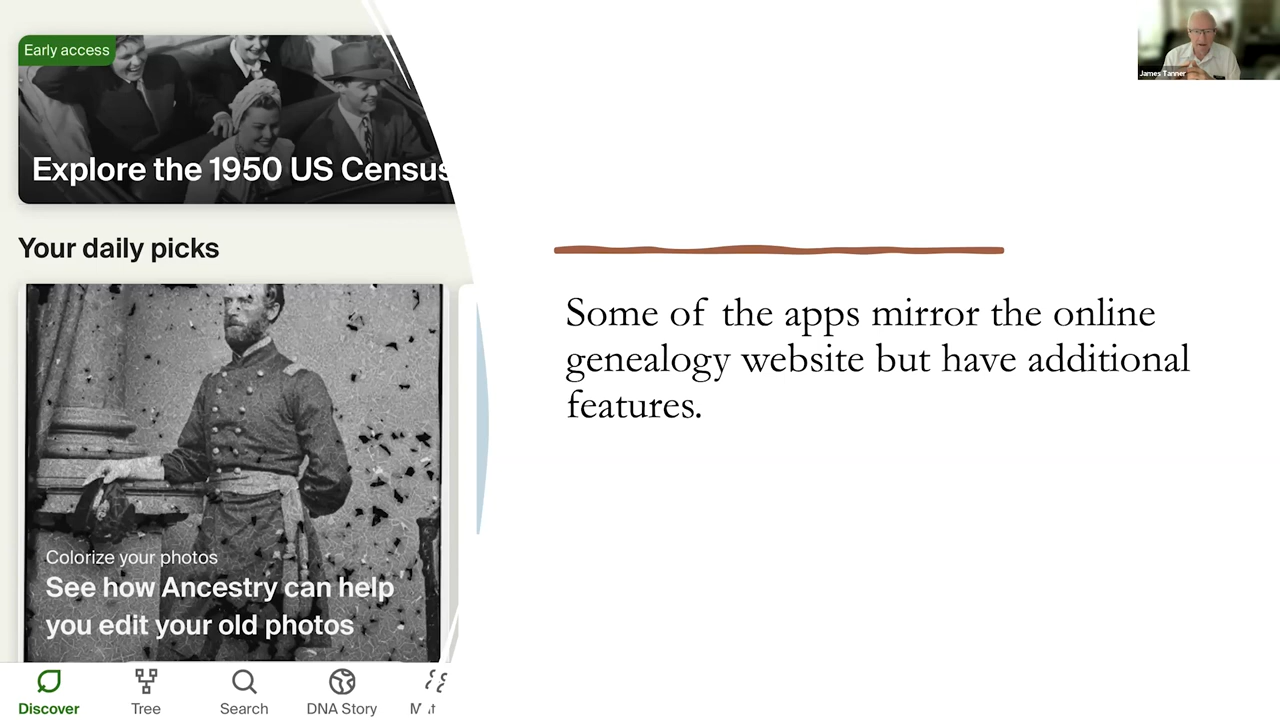 Early access
Explore the 1950 US Census
Your daily picks
Colorize your photos
See how Ancestry can help
you edit your old photos
Discover
Tree
Search
DNA Story
Some of the apps mirror the online
genealogy website but have additional
features.
James Tanner